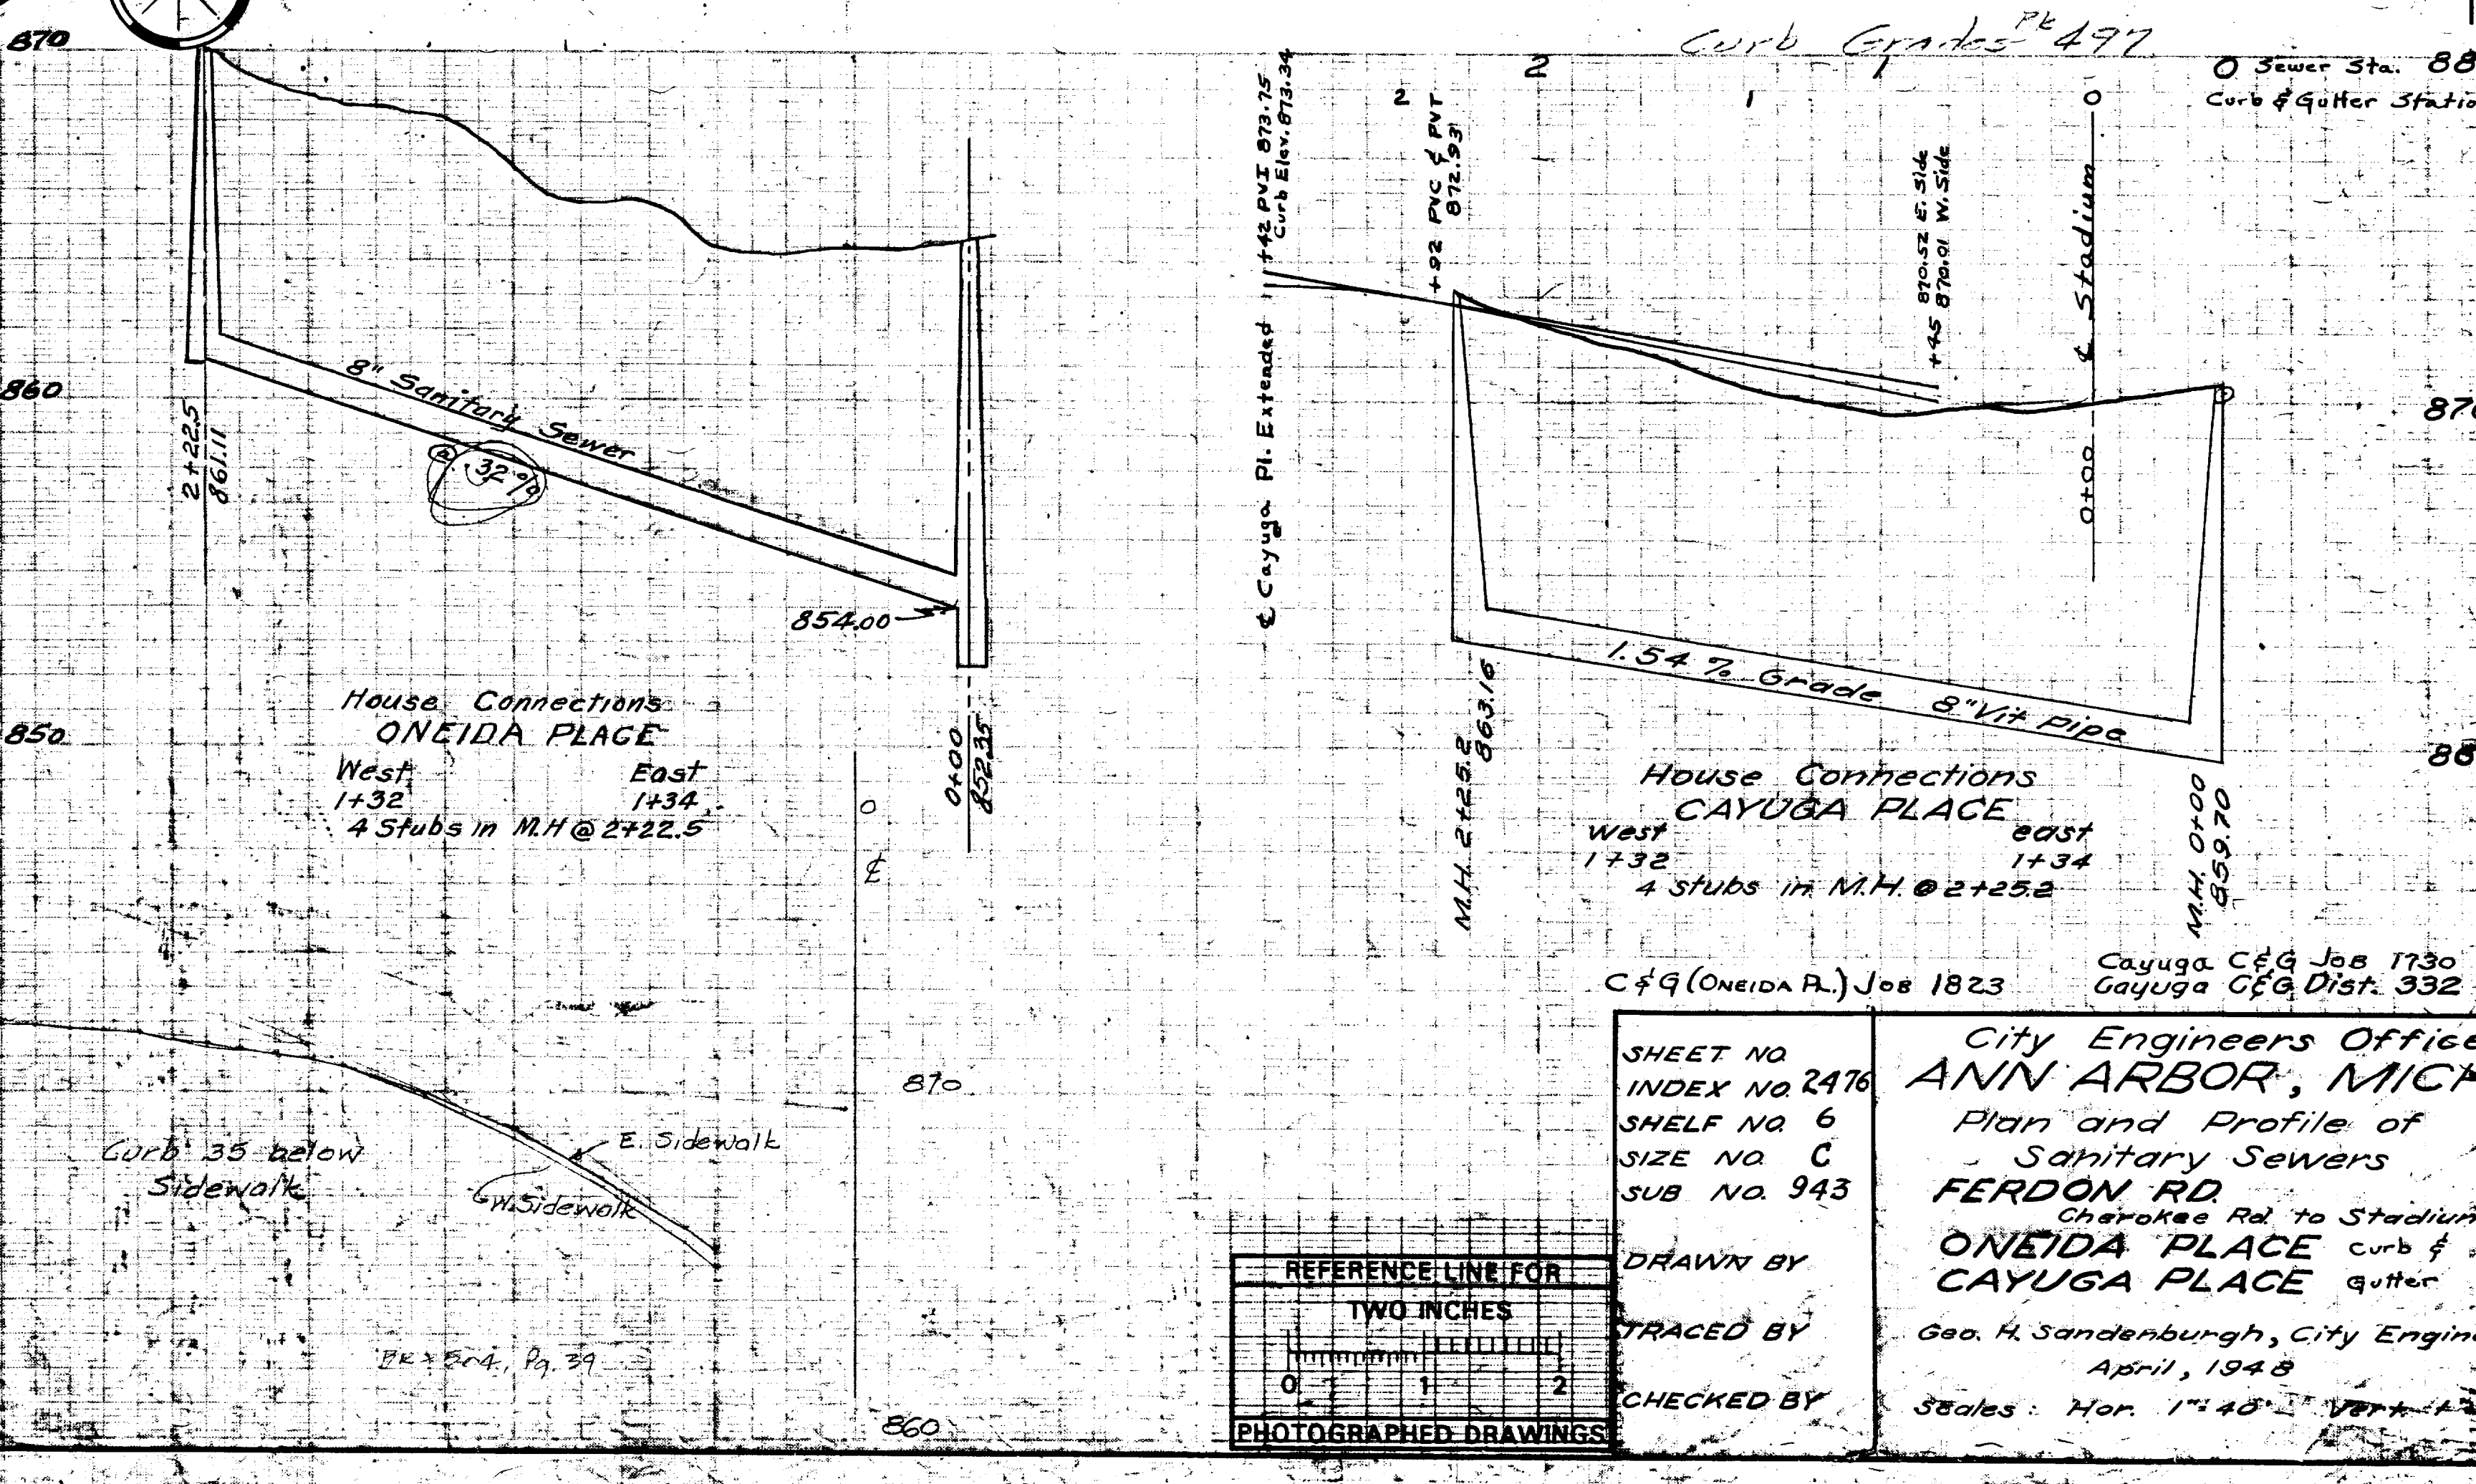 870
860
850
2+22.5
861.11
8" Sanitary Sewer
@ .32%
854.00
0+00
852.35
House Connections
ONEIDA PLACE
West East
1+32 1+34
4 Stubs in M.H @ 2+22.5
0
℄
Curb Grades 497
2 1
2 1 0
O Sewer Sta. 88
Curb & Gutter Statio
+42 PVI 873.75
Curb Elev. 873.34
℄ Cayuga Pl. Extended
+92 PVC & PVT
872.93
+45 870.52 E. Side
870.01 W. Side
℄ Stadium
0+00
87
1.54 % Grade 8" Vit Pipe
M.H. 2+25.2
863.16
M.H. 0+00
859.70
86
House Connections
CAYUGA PLACE
West east
1+32 1+34
4 stubs in M.H. @ 2+25.2
C & G (ONEIDA PL.) JOB 1823
Cayuga C&G JOB 1730
Cayuga C&G Dist. 332
870
860
Curb 35 below
Sidewalk
E. Sidewalk
W. Sidewalk
Pg. 39
REFERENCE LINE FOR
TWO INCHES
0 1 2
PHOTOGRAPHED DRAWINGS
SHEET NO.
INDEX NO. 2476
SHELF NO. 6
SIZE NO. C
SUB NO. 943
DRAWN BY
TRACED BY
CHECKED BY
City Engineers Office
ANN ARBOR, MICH
Plan and Profile of
Sanitary Sewers
FERDON RD.
Cherokee Rd. to Stadium
ONEIDA PLACE Curb &
CAYUGA PLACE Gutter
Geo. H. Sandenburgh, City Engine
April, 1948
Scales: Hor. 1"=40' Vert.